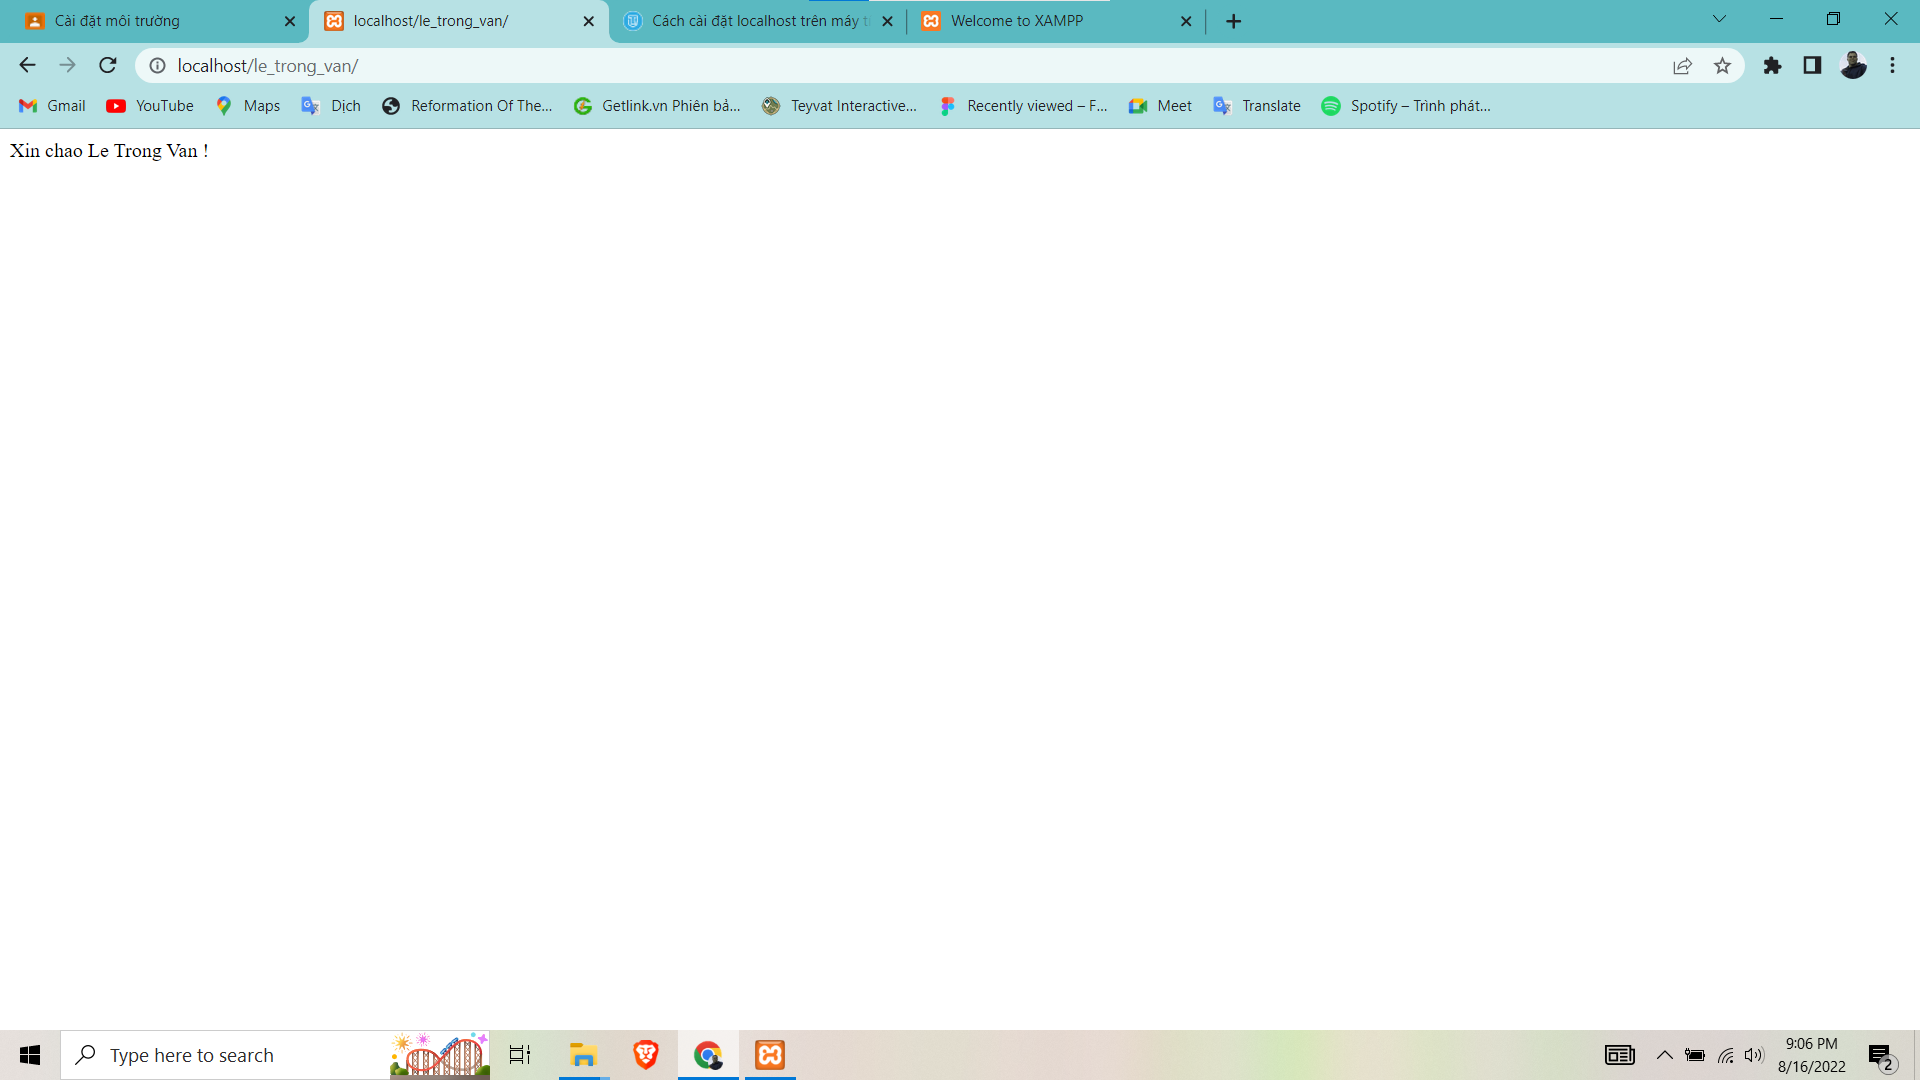 Cài đặt môi trường
localhost/le_trong_van/
Cách cài đặt localhost trên máy
Welcome to XAMPP
localhost/le_trong_van/
Gmail
YouTube
Maps
Dịch
Reformation Of The...
Getlink.vn Phiên bả...
Teyvat Interactive...
Recently viewed – F...
Meet
Translate
Spotify – Trình phát...
Xin chao Le Trong Van !
Type here to search
9:06 PM
8/16/2022
2